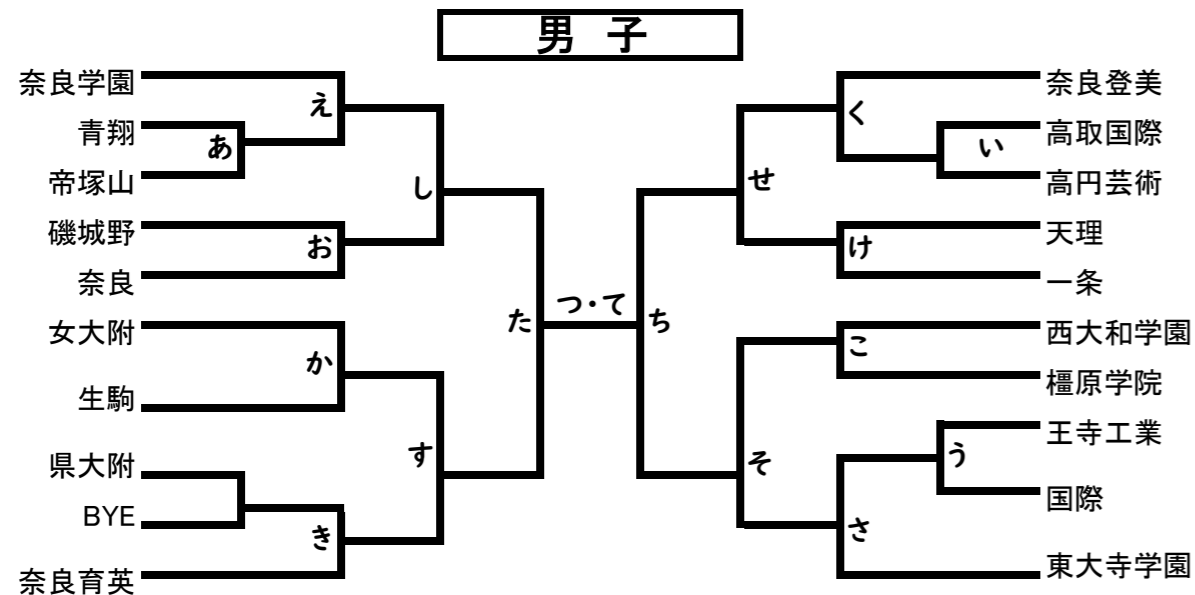 男子
奈良学園
青翔
帝塚山
磯城野
奈良
女大附
生駒
県大附
BYE
奈良育英
え
あ
お
か
き
し
す
た
つ・て
ち
せ
そ
く
い
け
こ
う
さ
奈良登美
高取国際
高円芸術
天理
一条
西大和学園
橿原学院
王寺工業
国際
東大寺学園